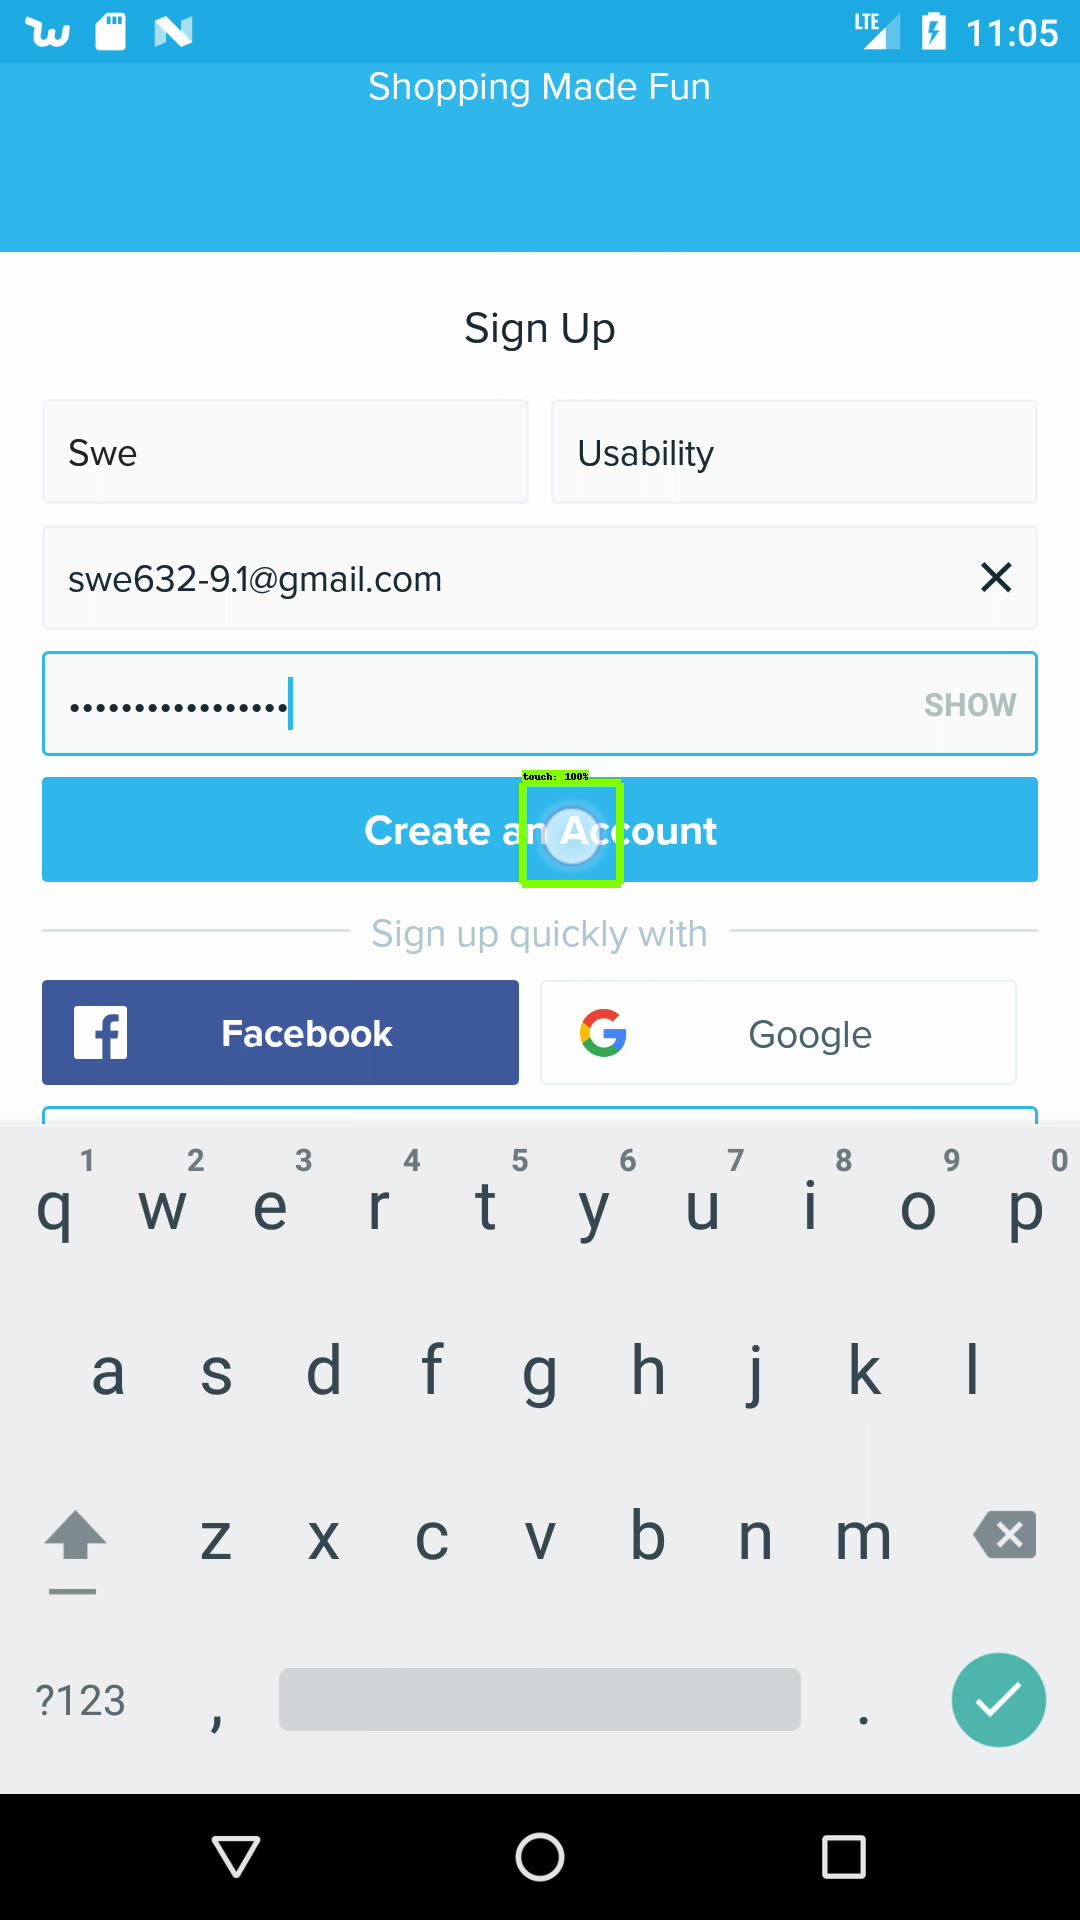 LTE 11:05
Shopping Made Fun
Sign Up
Swe Usability
swe632-9.1@gmail.com
•••••••••••••••••
SHOW
touch: 100%
Create an Account
Sign up quickly with
Facebook Google
1 2 3 4 5 6 7 8 9 0
q w e r t y u i o p
a s d f g h j k l
z x c v b n m
?123 , .